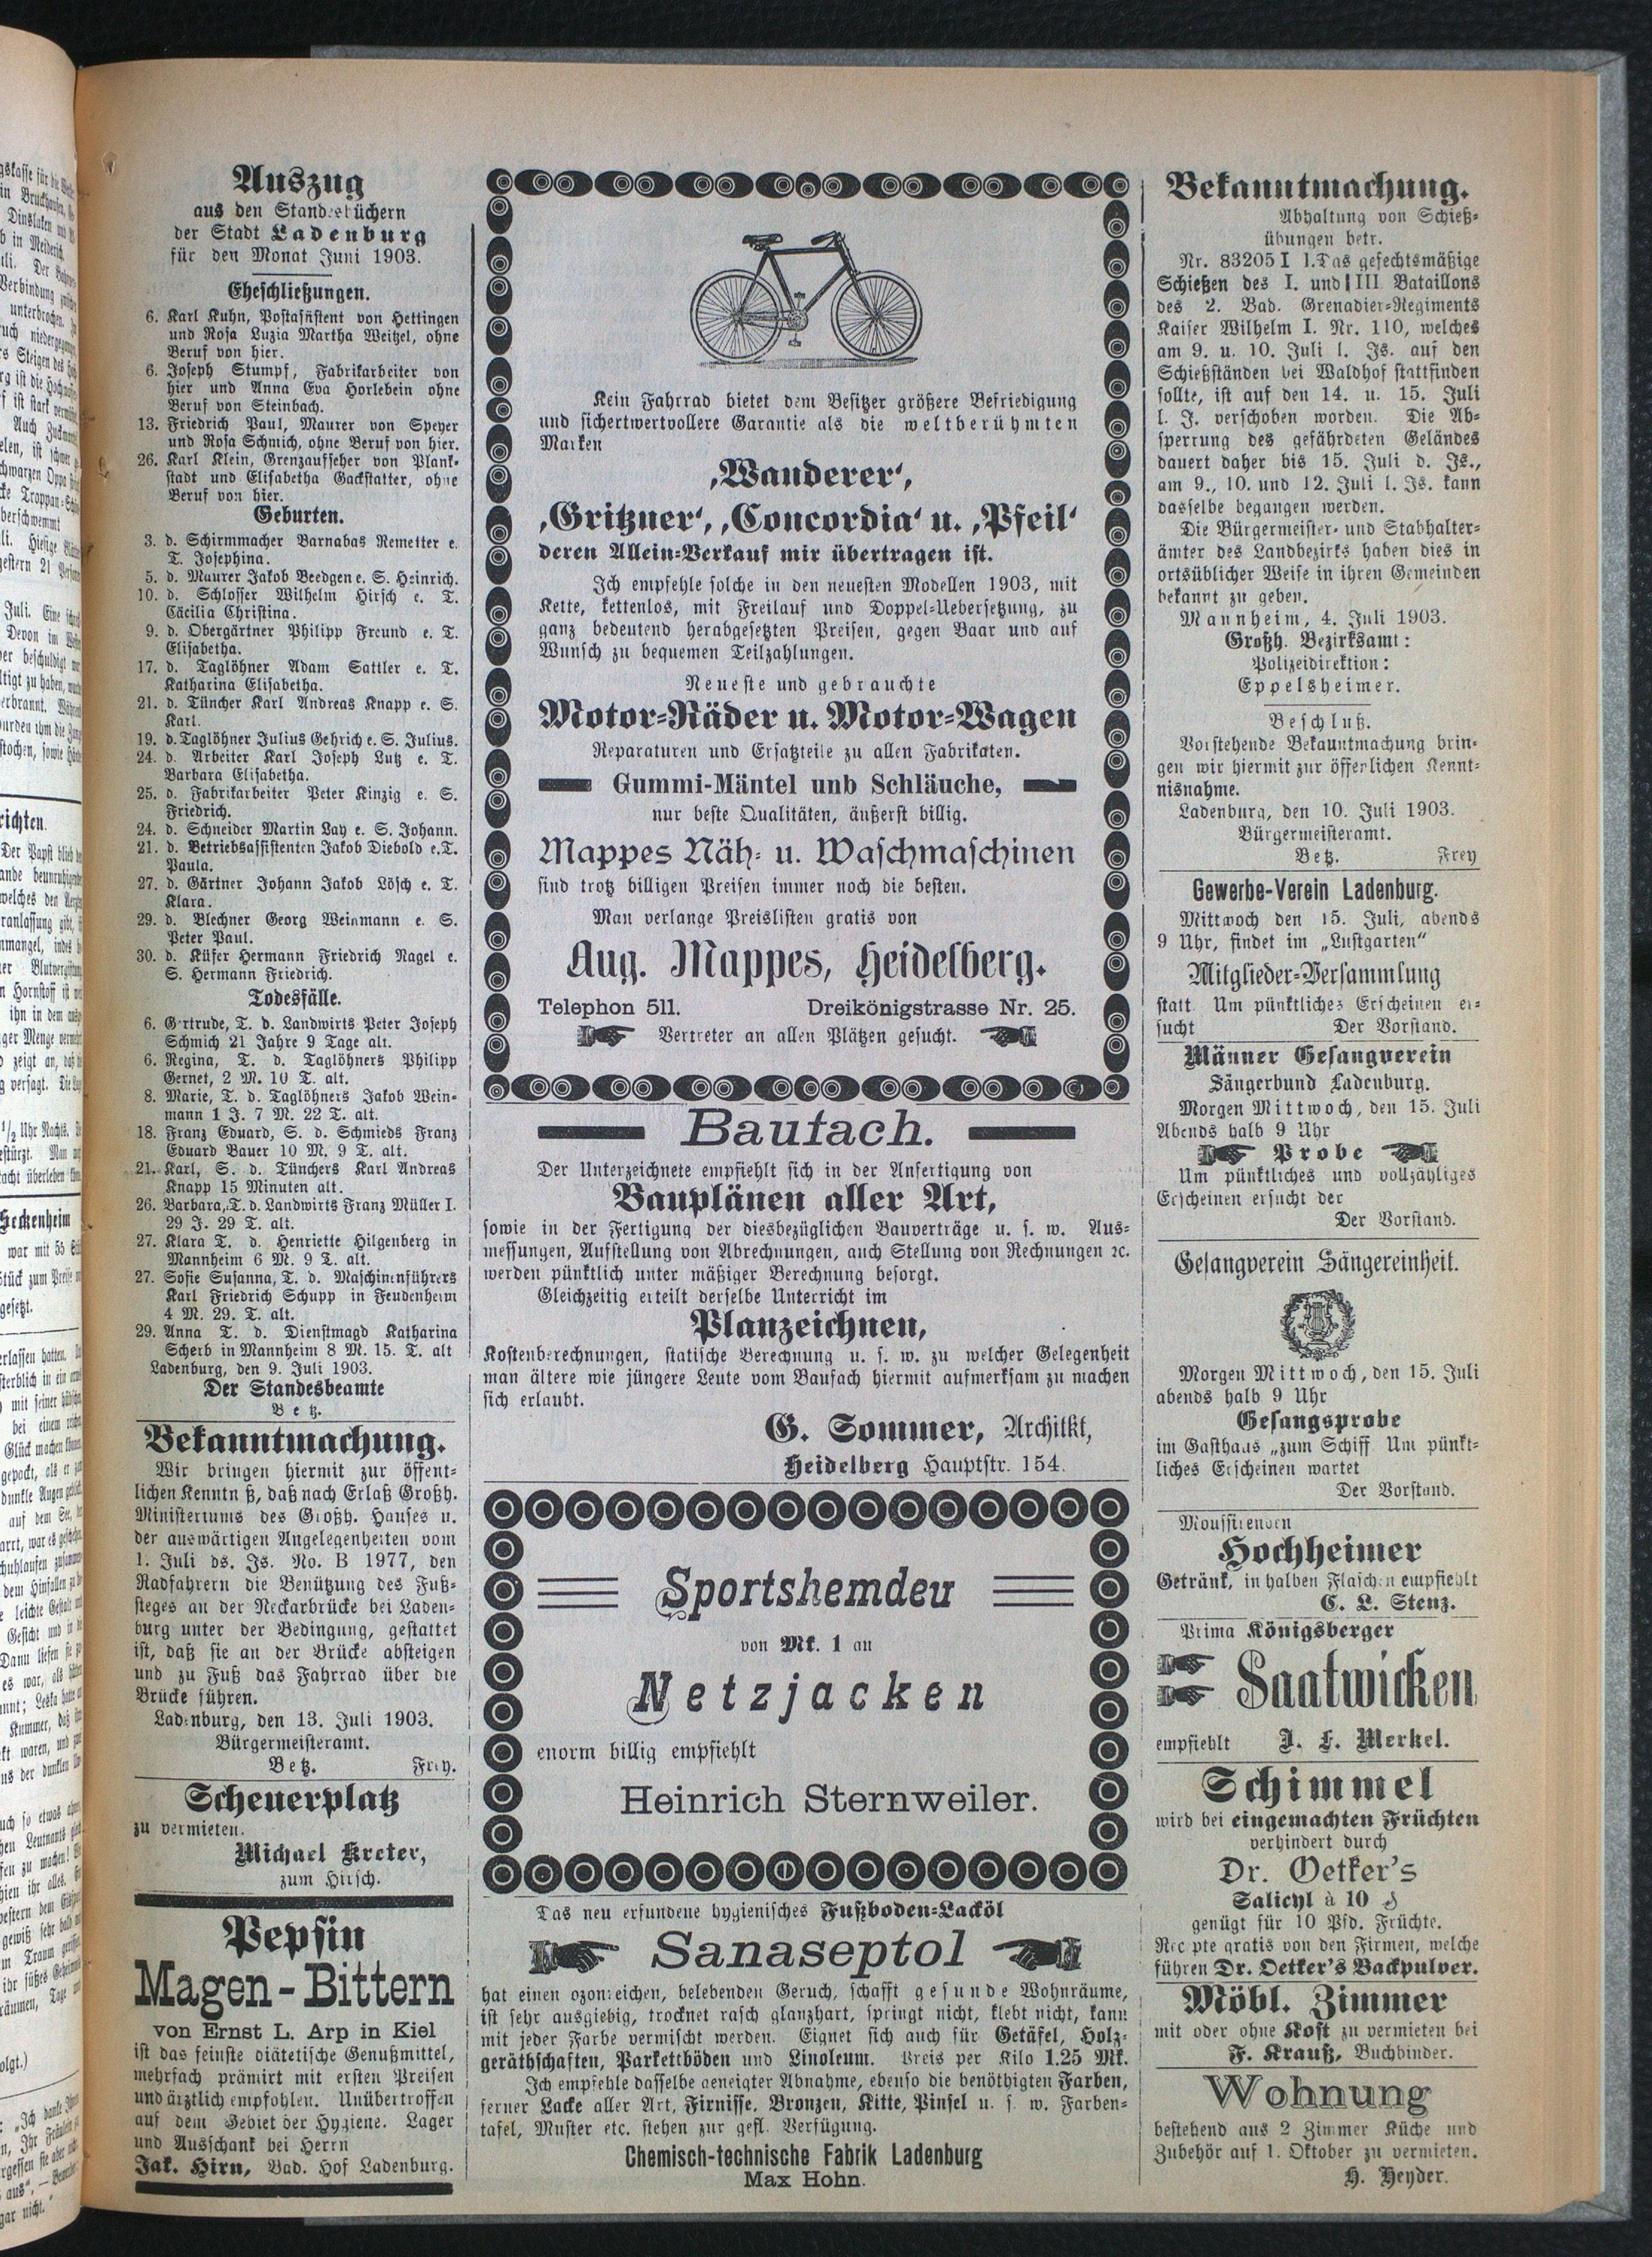 Auszug
aus den Standesbüchern
der Stadt Ladenburg
für den Monat Juni 1903.
Eheschließungen.
6. Karl Kuhn, Postassistent von Hettingen
und Rosa Luzia Martha Weitzel, ohne
Beruf von hier.
6. Joseph Stumpf, Fabrikarbeiter von
hier und Anna Eva Horlebein ohne
Beruf von Steinbach.
13. Friedrich Paul, Maurer von Speyer
und Rosa Schmich, ohne Beruf von hier.
26. Karl Klein, Grenzaufseher von Plank-
stadt und Elisabetha Gackstatter, ohne
Beruf von hier.
Geburten.
3. d. Schirmmacher Barnabas Remetter e.
T. Josephina.
5. d. Maurer Jakob Beedgen e. S. Heinrich.
10. d. Schlosser Wilhelm Hirsch e. T.
Cäcilia Christina.
9. d. Obergärtner Philipp Freund e. T.
Elisabetha.
17. d. Taglöhner Adam Sattler e. T.
Katharina Elisabetha.
21. d. Tüncher Karl Andreas Knapp e. S.
Karl.
19. d. Taglöhner Julius Gehrich e. S. Julius.
24. d. Arbeiter Karl Joseph Lutz e. T.
Barbara Elisabetha.
25. d. Fabrikarbeiter Peter Kinzig e. S.
Friedrich.
24. d. Schneider Martin Lay e. S. Johann.
21. d. Betriebsassistenten Jakob Diebold e. T.
Paula.
27. d. Gärtner Johann Jakob Lösch e. T.
Klara.
29. d. Blechner Georg Weinmann e. S.
Peter Paul.
30. d. Küfer Hermann Friedrich Nagel e.
S. Hermann Friedrich.
Todesfälle.
6. Gertrude, T. d. Landwirts Peter Joseph
Schmich 21 Jahre 9 Tage alt.
6. Regina, T. d. Taglöhners Philipp
Gernet, 2 M. 10 T. alt.
8. Marie, T. d. Taglöhners Jakob Wein-
mann 1 J. 7 M. 22 T. alt.
18. Franz Eduard, S. d. Schmieds Franz
Eduard Bauer 10 M. 9 T. alt.
21. Karl, S. d. Tünchers Karl Andreas
Knapp 15 Minuten alt.
26. Barbara, T. d. Landwirts Franz Müller I.
29 J. 29 T. alt.
27. Klara T. d. Henriette Hilgenberg in
Mannheim 6 M. 9 T. alt.
27. Sofie Susanna, T. d. Maschinenführers
Karl Friedrich Schupp in Feudenheim
4 M. 29. T. alt.
29. Anna T. d. Dienstmagd Katharina
Scherb in Mannheim 8 M. 15. T. alt
Ladenburg, den 9. Juli 1903.
Der Standesbeamte
Betz.
Bekanntmachung.
Wir bringen hiermit zur öffent-
lichen Kenntniß, daß nach Erlaß Großh.
Ministeriums des Großh. Hauses u.
der auswärtigen Angelegenheiten vom
1. Juli ds. Js. No. B 1977, den
Radfahrern die Benützung des Fuß-
steges an der Neckarbrücke bei Laden-
burg unter der Bedingung, gestattet
ist, daß sie an der Brücke absteigen
und zu Fuß das Fahrrad über die
Brücke führen.
Ladenburg, den 13. Juli 1903.
Bürgermeisteramt.
Betz. Frey.
Scheuerplatz
zu vermieten.
Michael Kreter,
zum Hirsch.
Pepsin
Magen-Bittern
von Ernst L. Arp in Kiel
ist das feinste diätetische Genußmittel,
mehrfach prämirt mit ersten Preisen
und ärztlich empfohlen. Unübertroffen
auf dem Gebiet der Hygiene. Lager
und Ausschank bei Herrn
Jak. Hirn, Bad. Hof Ladenburg.
Kein Fahrrad bietet dem Besitzer größere Befriedigung
und sichertwertvollere Garantie als die weltberühmten
Marken
‚Wanderer‘,
‚Gritzner‘, ‚Concordia‘ u. ‚Pfeil‘
deren Allein-Verkauf mir übertragen ist.
Ich empfehle solche in den neuesten Modellen 1903, mit
Kette, kettenlos, mit Freilauf und Doppel-Uebersetzung, zu
ganz bedeutend herabgesetzten Preisen, gegen Baar und auf
Wunsch zu bequemen Teilzahlungen.
Neueste und gebrauchte
Motor-Räder u. Motor-Wagen
Reparaturen und Ersatzteile zu allen Fabrikaten.
Gummi-Mäntel unb Schläuche,
nur beste Qualitäten, äußerst billig.
Mappes Näh- u. Waschmaschinen
sind trotz billigen Preisen immer noch die besten.
Man verlange Preislisten gratis von
Aug. Mappes, Heidelberg.
Telephon 511. Dreikönigstrasse Nr. 25.
Vertreter an allen Plätzen gesucht.
Baufach.
Der Unterzeichnete empfiehlt sich in der Anfertigung von
Bauplänen aller Art,
sowie in der Fertigung der diesbezüglichen Bauverträge u. s. w. Aus-
messungen, Aufstellung von Abrechnungen, auch Stellung von Rechnungen ꝛc.
werden pünktlich unter mäßiger Berechnung besorgt.
Gleichzeitig erteilt derselbe Unterricht im
Planzeichnen,
Kostenberechnungen, statische Berechnung u. s. w. zu welcher Gelegenheit
man ältere wie jüngere Leute vom Baufach hiermit aufmerksam zu machen
sich erlaubt.
G. Sommer, Architkt,
Heidelberg Hauptstr. 154.
Sportshemdeu
von Mk. 1 an
Netzjacken
enorm billig empfiehlt
Heinrich Sternweiler.
Das neu erfundene hygienisches Fußboden-Lacköl
Sanaseptol
hat einen ozonreichen, belebenden Geruch, schafft gesunde Wohnräume,
ist sehr ausgiebig, trocknet rasch glanzhart, springt nicht, klebt nicht, kann
mit jeder Farbe vermischt werden. Eignet sich auch für Getäfel, Holz-
geräthschaften, Parkettböden und Linoleum. Preis per Kilo 1.25 Mk.
Ich empfehle dasselbe geneigter Abnahme, ebenso die benöthigten Farben,
ferner Lacke aller Art, Firnisse, Bronzen, Kitte, Pinsel u. s. w. Farben-
tafel, Muster etc. stehen zur gefl. Verfügung.
Chemisch-technische Fabrik Ladenburg
Max Hohn.
Bekanntmachung.
Abhaltung von Schieß-
übungen betr.
Nr. 83205 I 1. Das gefechtsmäßige
Schießen des I. und III Bataillons
des 2. Bad. Grenadier-Regiments
Kaiser Wilhelm I. Nr. 110, welches
am 9. u. 10. Juli l. Js. auf den
Schießständen bei Waldhof stattfinden
sollte, ist auf den 14. u. 15. Juli
l. J. verschoben worden. Die Ab-
sperrung des gefährdeten Geländes
dauert daher bis 15. Juli d. Js.,
am 9., 10. und 12. Juli l. Js. kann
dasselbe begangen werden.
Die Bürgermeister- und Stabhalter-
ämter des Landbezirks haben dies in
ortsüblicher Weise in ihren Gemeinden
bekannt zu geben.
Mannheim, 4. Juli 1903.
Großh. Bezirksamt:
Polizeidirektion:
Eppelsheimer.
Beschluß.
Vorstehende Bekauntmachung brin-
gen wir hiermit zur öfferlichen Kennt-
nisnahme.
Ladenburg, den 10. Juli 1903.
Bürgermeisteramt.
Betz. Frey
Gewerbe-Verein Ladenburg.
Mittwoch den 15. Juli, abends
9 Uhr, findet im „Lustgarten“
Mitglieder-Versammlung
statt. Um pünktliches Erscheinen er-
sucht Der Vorstand.
Männer Gesangverein
Sängerbund Ladenburg.
Morgen Mittwoch, den 15. Juli
Abends halb 9 Uhr
Probe
Um pünktliches und vollzähliges
Erscheinen ersucht der
Der Vorstand.
Gesangverein Sängereinheit.
Morgen Mittwoch, den 15. Juli
abends halb 9 Uhr
Gesangsprobe
im Gasthaus „zum Schiff Um pünkt-
liches Erscheinen wartet
Der Vorstand.
Moussirenden
Hochheimer
Getränk, in halben Flaschen empfiehlt
C. L. Stenz.
Prima Königsberger
Saatwicken
empfiehlt J. F. Merkel.
Schimmel
wird bei eingemachten Früchten
verhindert durch
Dr. Oetker's
Salicyl à 10 ₰
genügt für 10 Pfd. Früchte.
Recepte gratis von den Firmen, welche
führen Dr. Oetker's Backpulver.
Möbl. Zimmer
mit oder ohne Kost zu vermieten bei
F. Krauß, Buchbinder.
Wohnung
bestehend aus 2 Zimmer Küche und
Zubehör auf 1. Oktober zu vermieten.
H. Heyder.